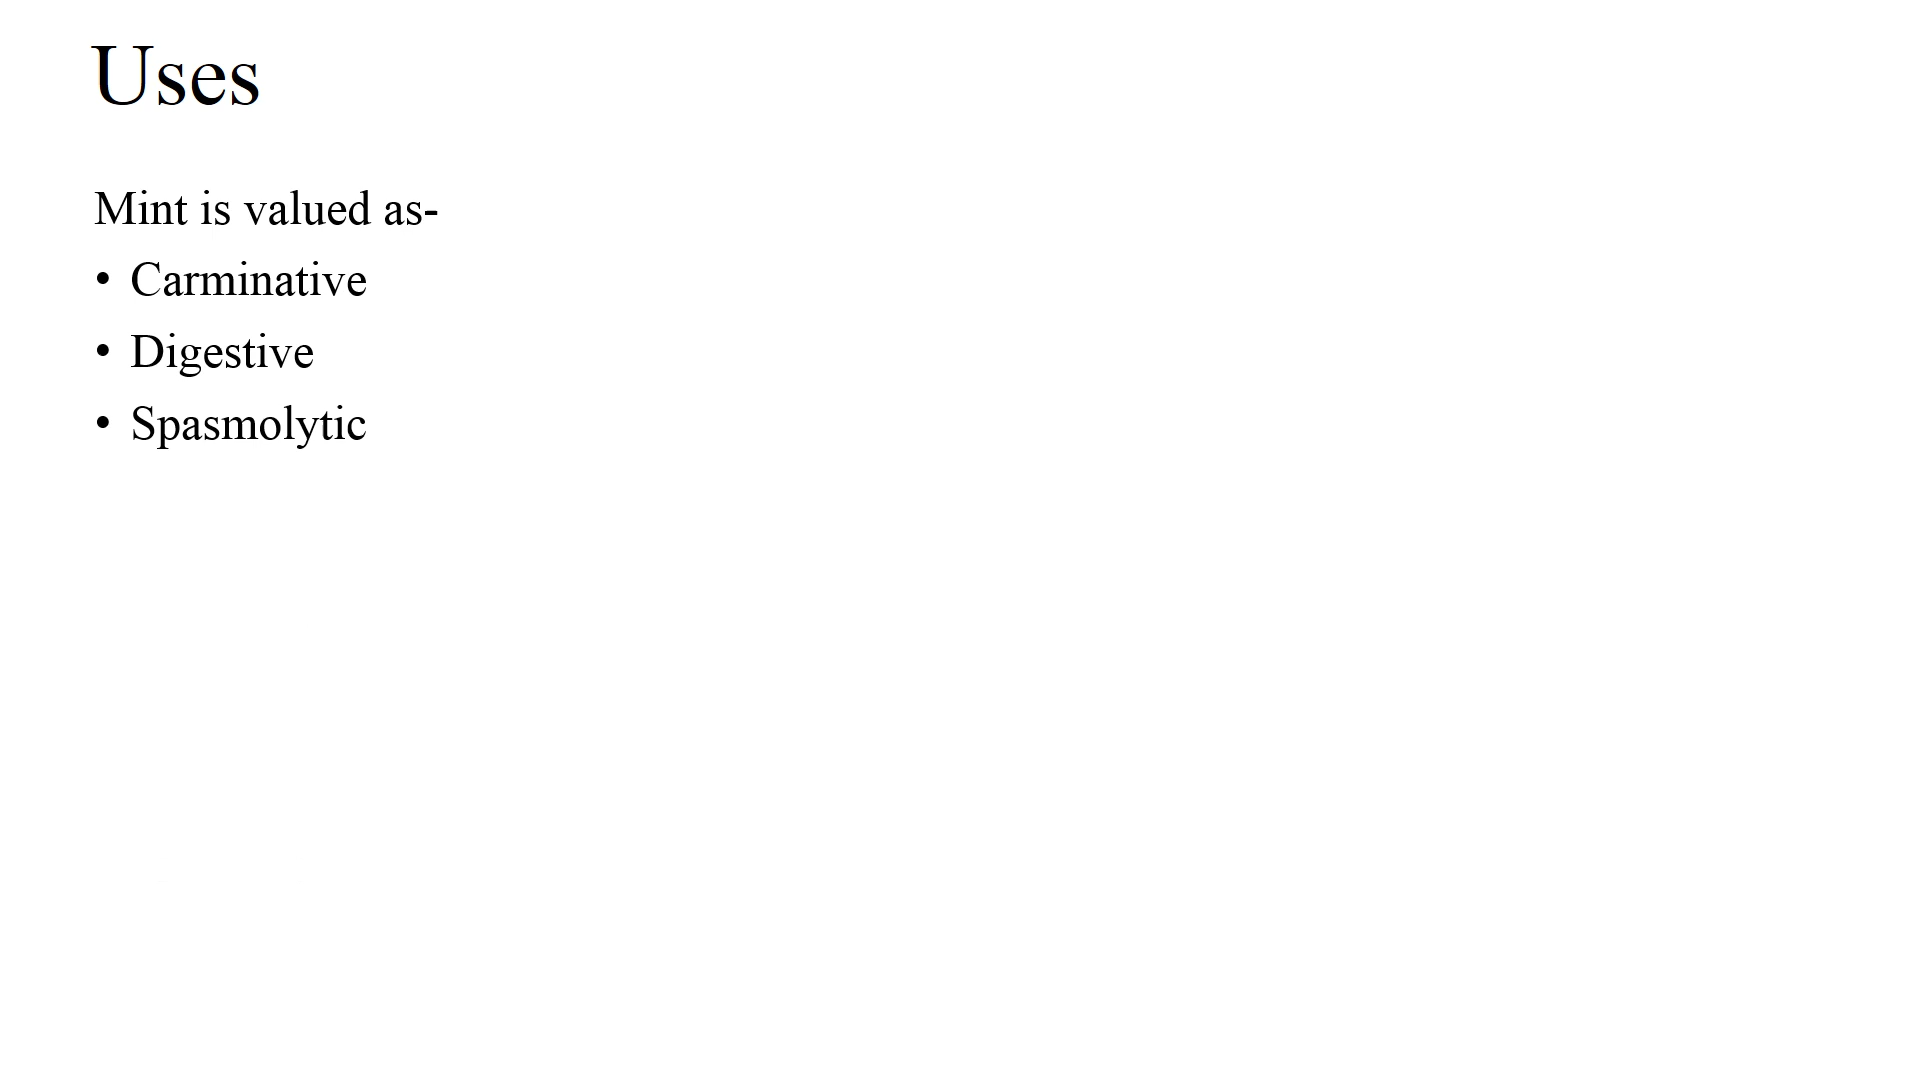 Uses
Mint is valued as-
• Carminative
• Digestive
• Spasmolytic